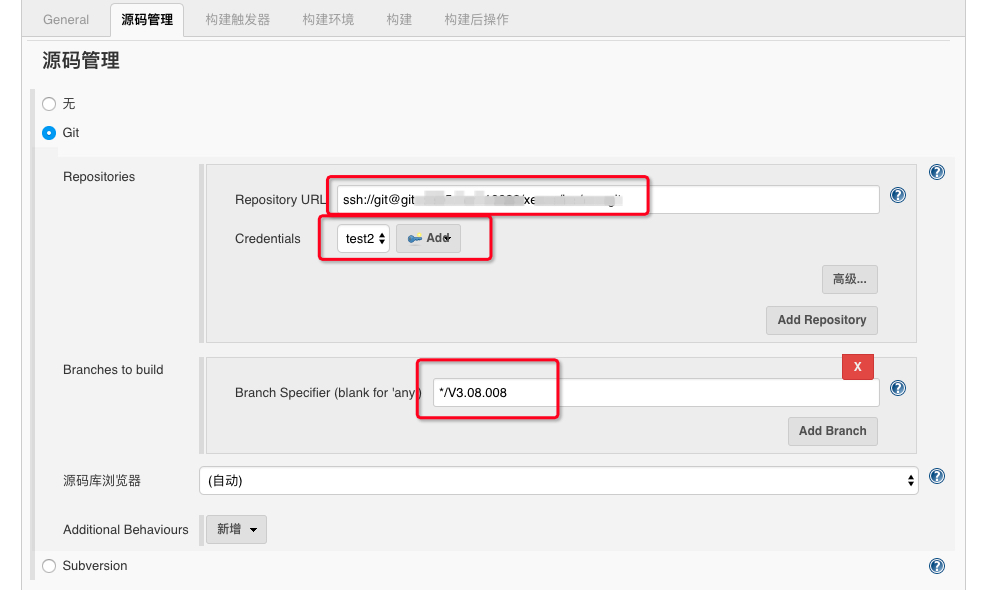 General 源码管理 构建触发器 构建环境 构建 构建后操作
源码管理
无
Git
Repositories
Repository URL ssh://git@git
Credentials test2 Add
高级...
Add Repository
Branches to build
X
Branch Specifier (blank for 'any') */V3.08.008
Add Branch
源码库浏览器 (自动)
Additional Behaviours 新增
Subversion